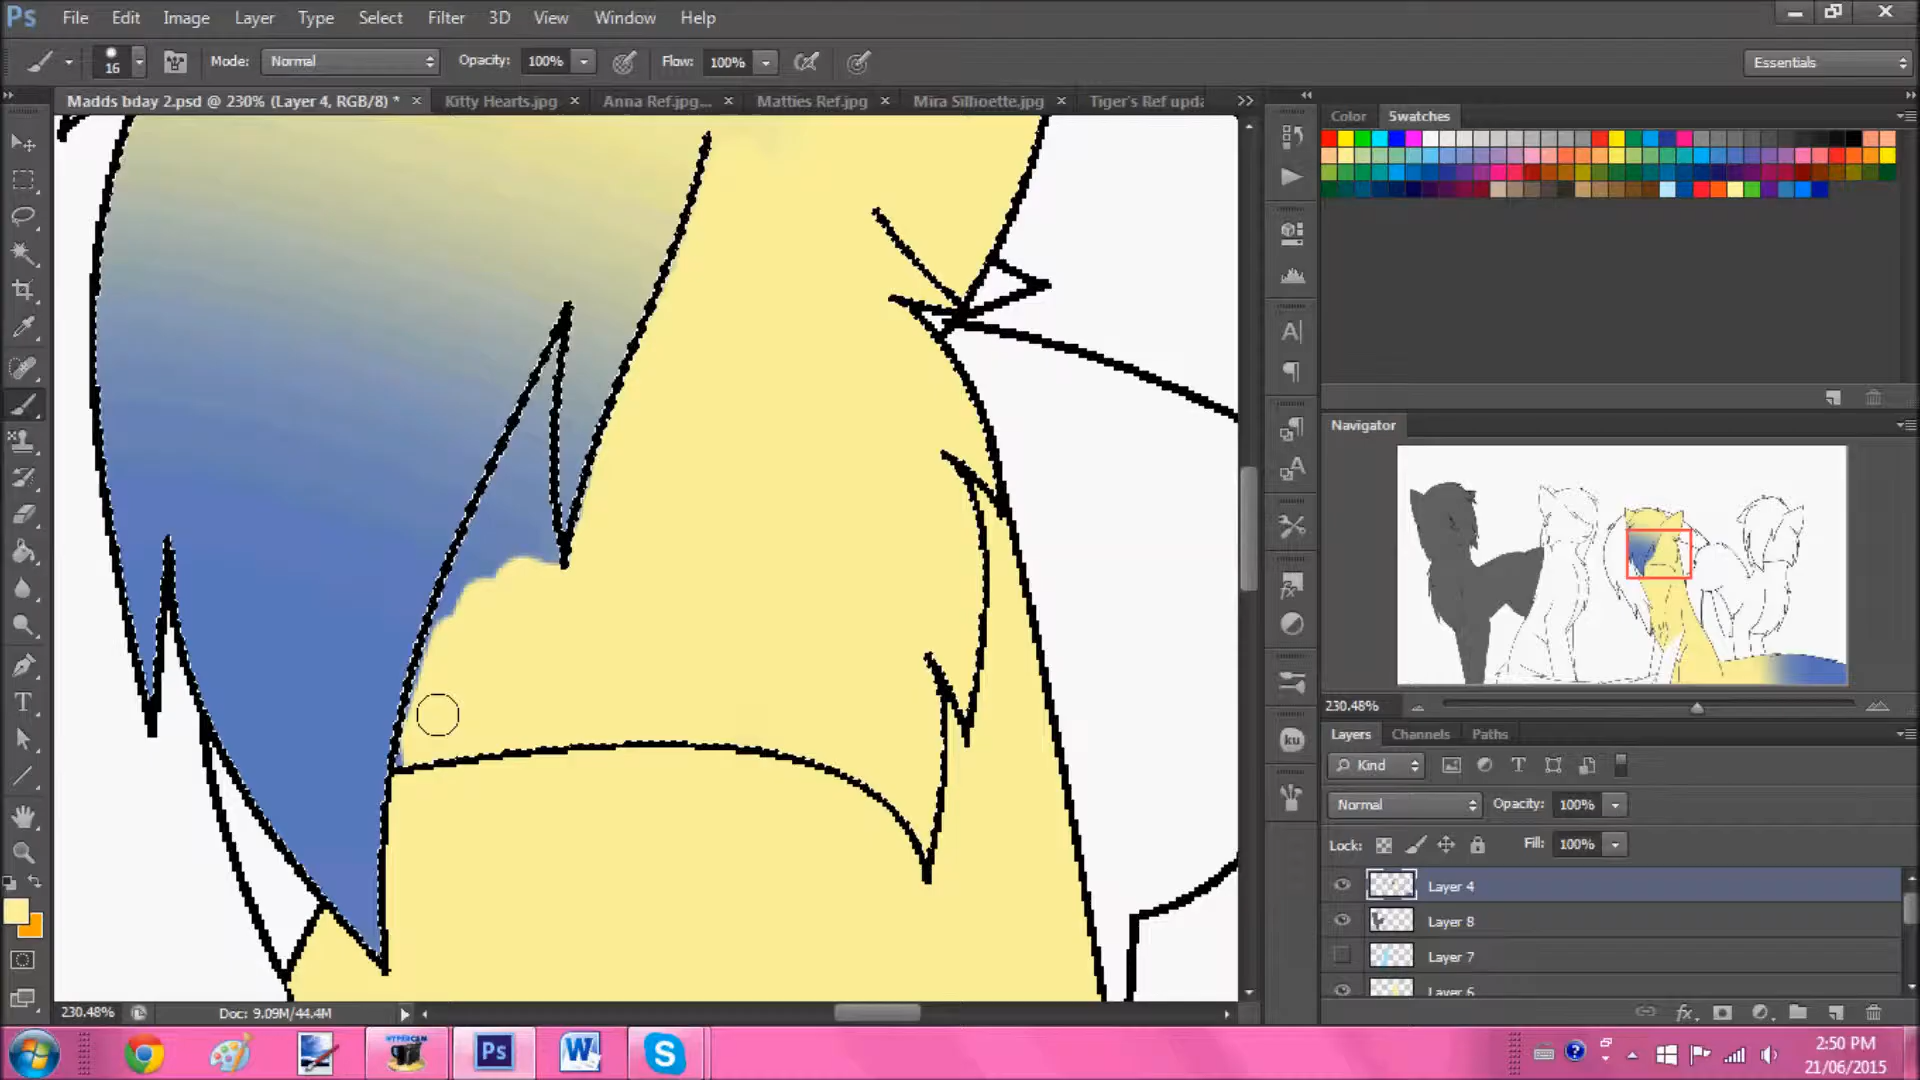 Ps File Edit Image Layer Type Select Filter 3D View Window Help
16 Mode: Normal Opacity: 100% Flow: 100% Essentials
Madds bday 2.psd @ 230% (Layer 4, RGB/8) * × Kitty Hearts.jpg × Anna Ref.jpg... × Matties Ref.jpg × Mira Silhoette.jpg × Tiger's Ref upda
Color Swatches
Navigator
230.48%
Layers Channels Paths
Kind
Normal Opacity: 100%
Lock: Fill: 100%
Layer 4
Layer 8
Layer 7
Layer 6
ku
230.48% Doc: 9.09M/44.4M
HYPERCAM Ps W S
2:50 PM
21/06/2015